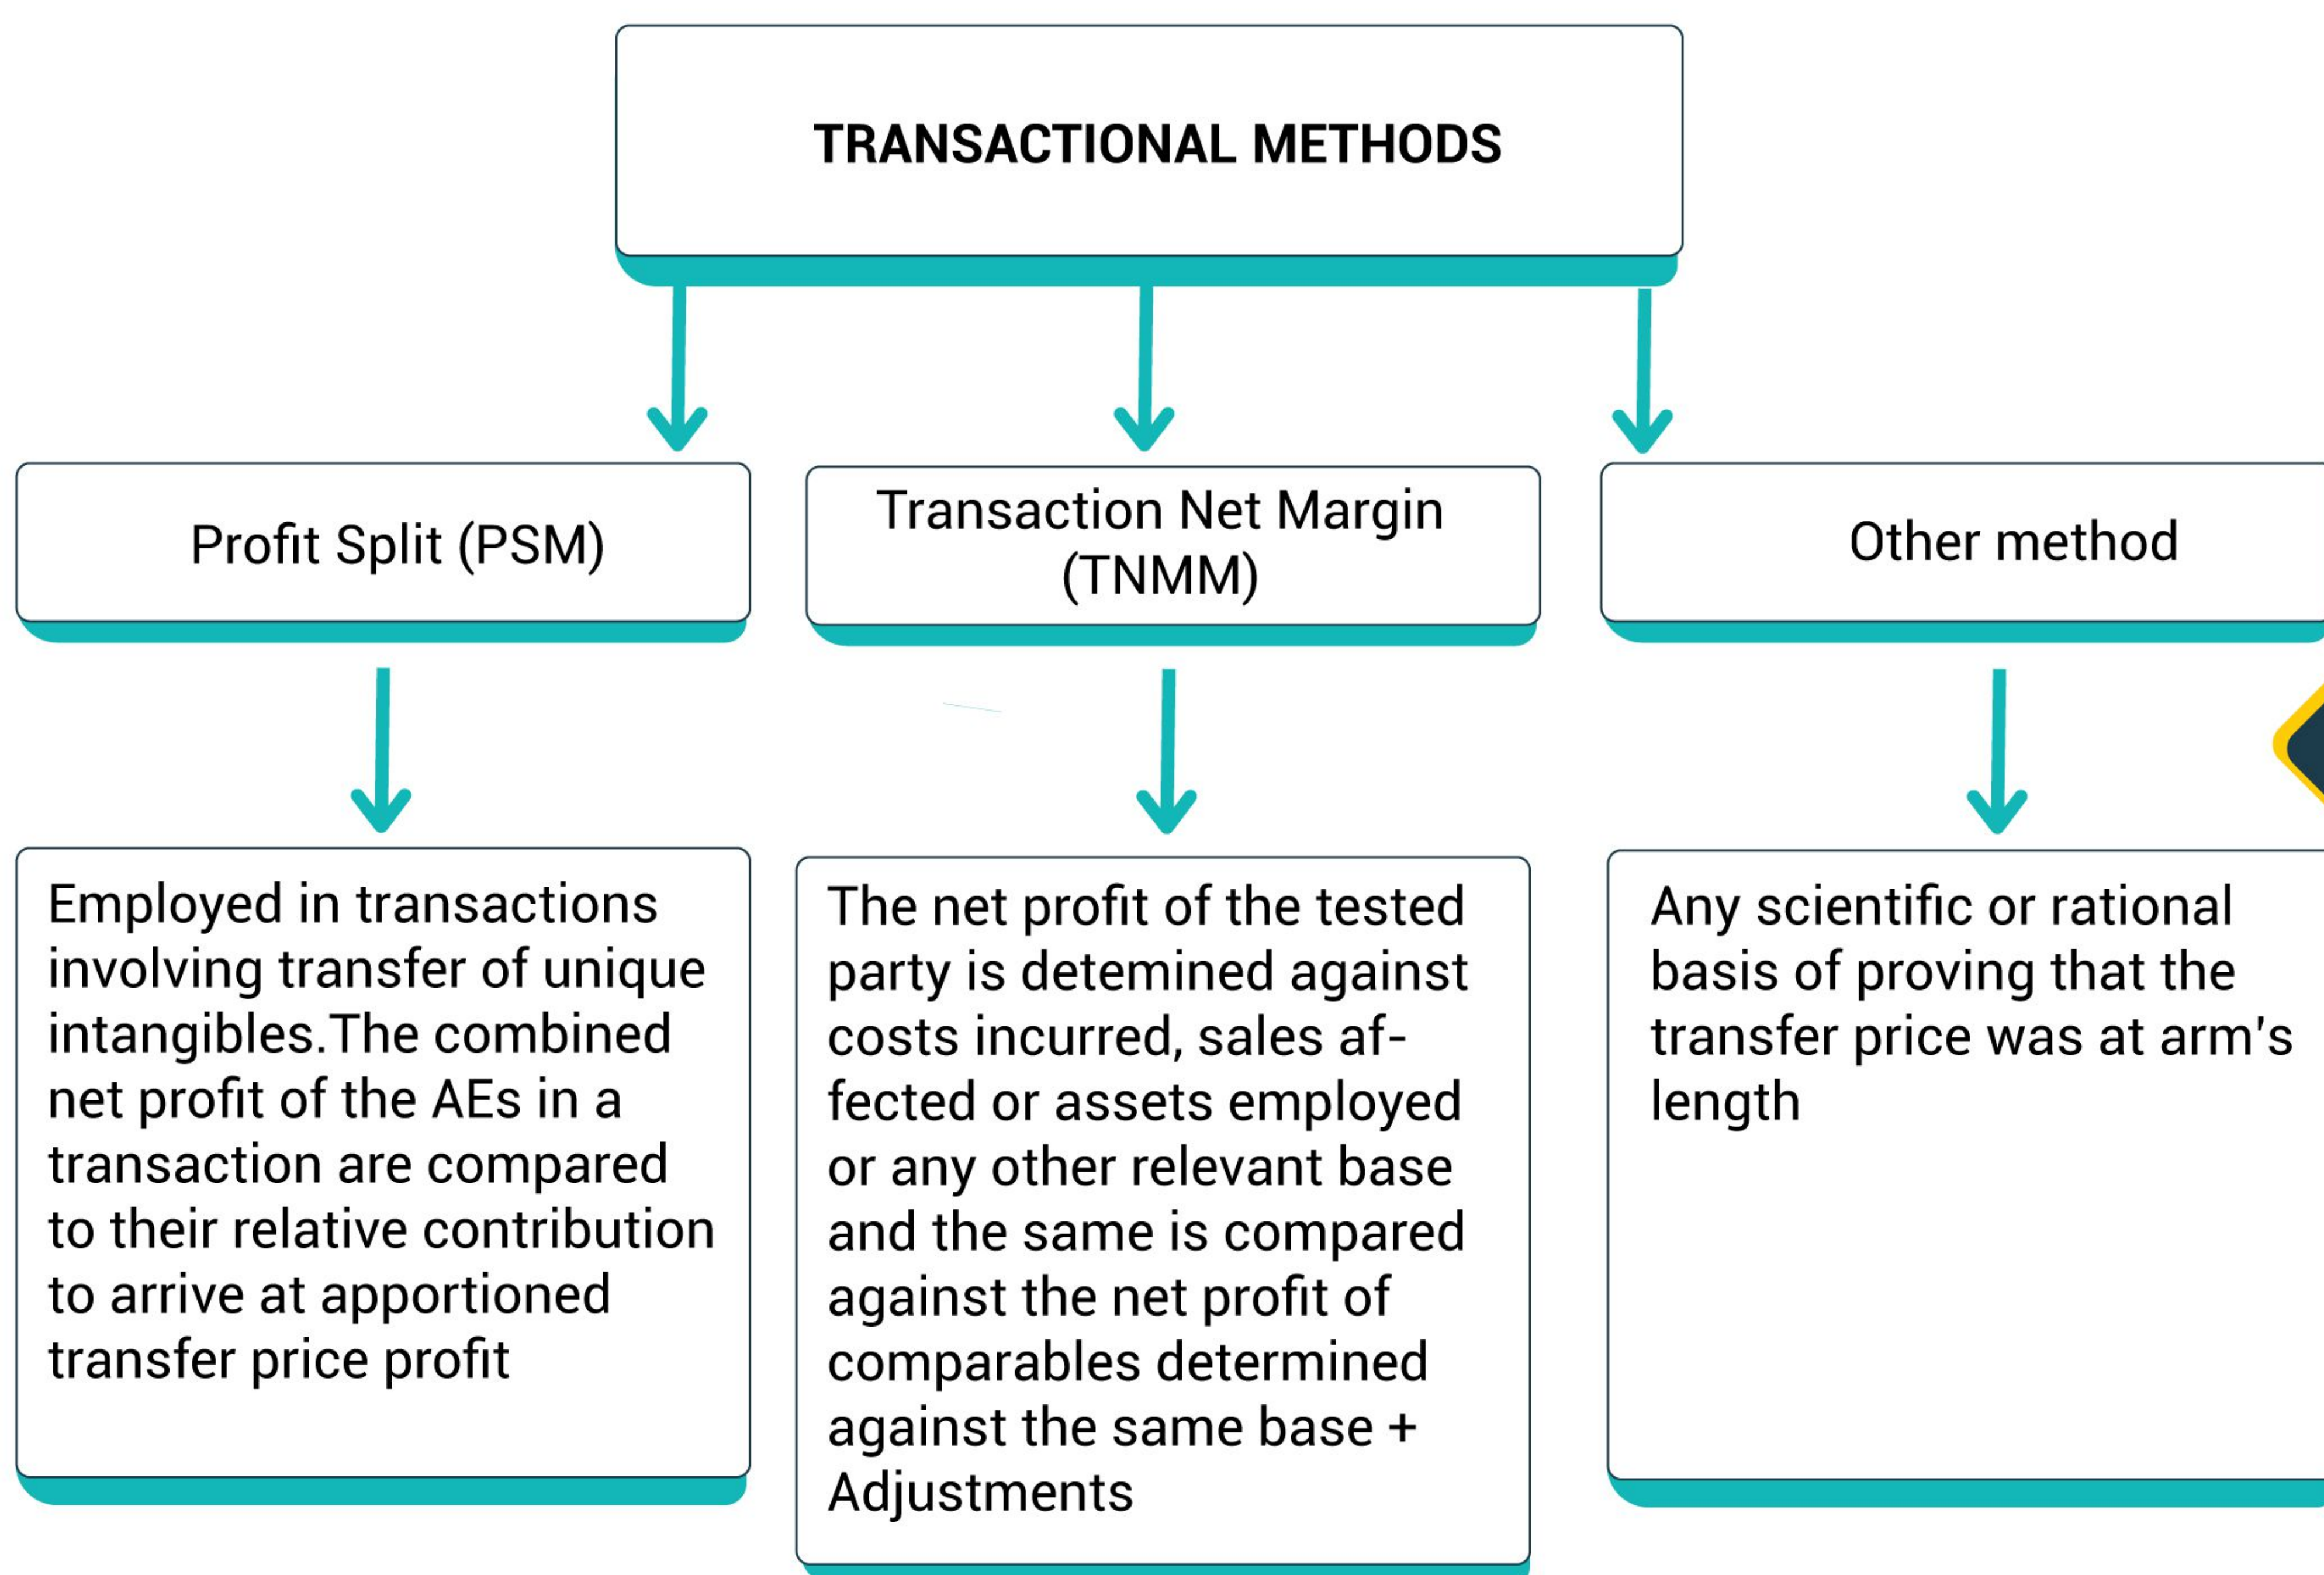 TRANSACTIONAL METHODS
Profit Split (PSM)
Transaction Net Margin
(TNMM)
Other method
Employed in transactions
involving transfer of unique
intangibles.The combined
net profit of the AEs in a
transaction are compared
to their relative contribution
to arrive at apportioned
transfer price profit
The net profit of the tested
party is detemined against
costs incurred, sales af-
fected or assets employed
or any other relevant base
and the same is compared
against the net profit of
comparables determined
against the same base +
Adjustments
Any scientific or rational
basis of proving that the
transfer price was at arm's
length